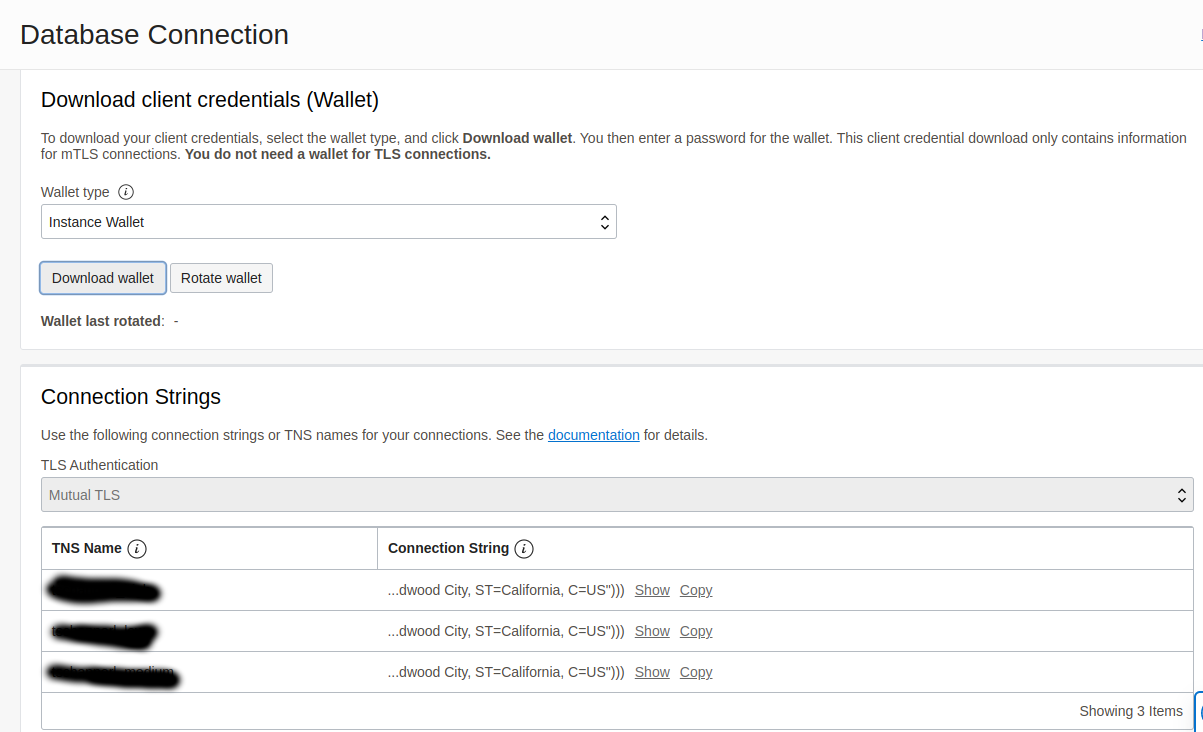 Database Connection
Download client credentials (Wallet)
To download your client credentials, select the wallet type, and click Download wallet. You then enter a password for the wallet. This client credential download only contains information
for mTLS connections. You do not need a wallet for TLS connections.
Wallet type
Instance Wallet
Download wallet Rotate wallet
Wallet last rotated: -
Connection Strings
Use the following connection strings or TNS names for your connections. See the documentation for details.
TLS Authentication
Mutual TLS
TNS Name Connection String
...dwood City, ST=California, C=US"))) Show Copy
...dwood City, ST=California, C=US"))) Show Copy
...dwood City, ST=California, C=US"))) Show Copy
Showing 3 Items